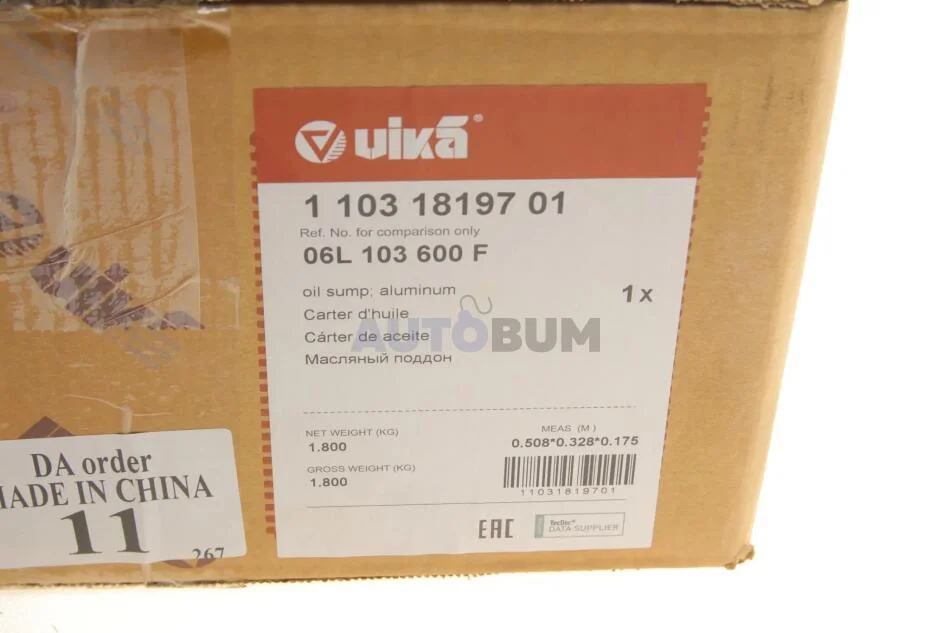 uika®
1 103 18197 01
Ref. No. for comparison only
06L 103 600 F
oil sump; aluminum
1 x
Carter d'huile
Cárter de aceite
Масляный поддон
AUTOBUM
NET WEIGHT (KG)
1.800
GROSS WEIGHT (KG)
1.800
MEAS (M)
0.508*0.328*0.175
11031819701
EAC
TecDoc®
DATA SUPPLIER
DA order
MADE IN CHINA
11
267